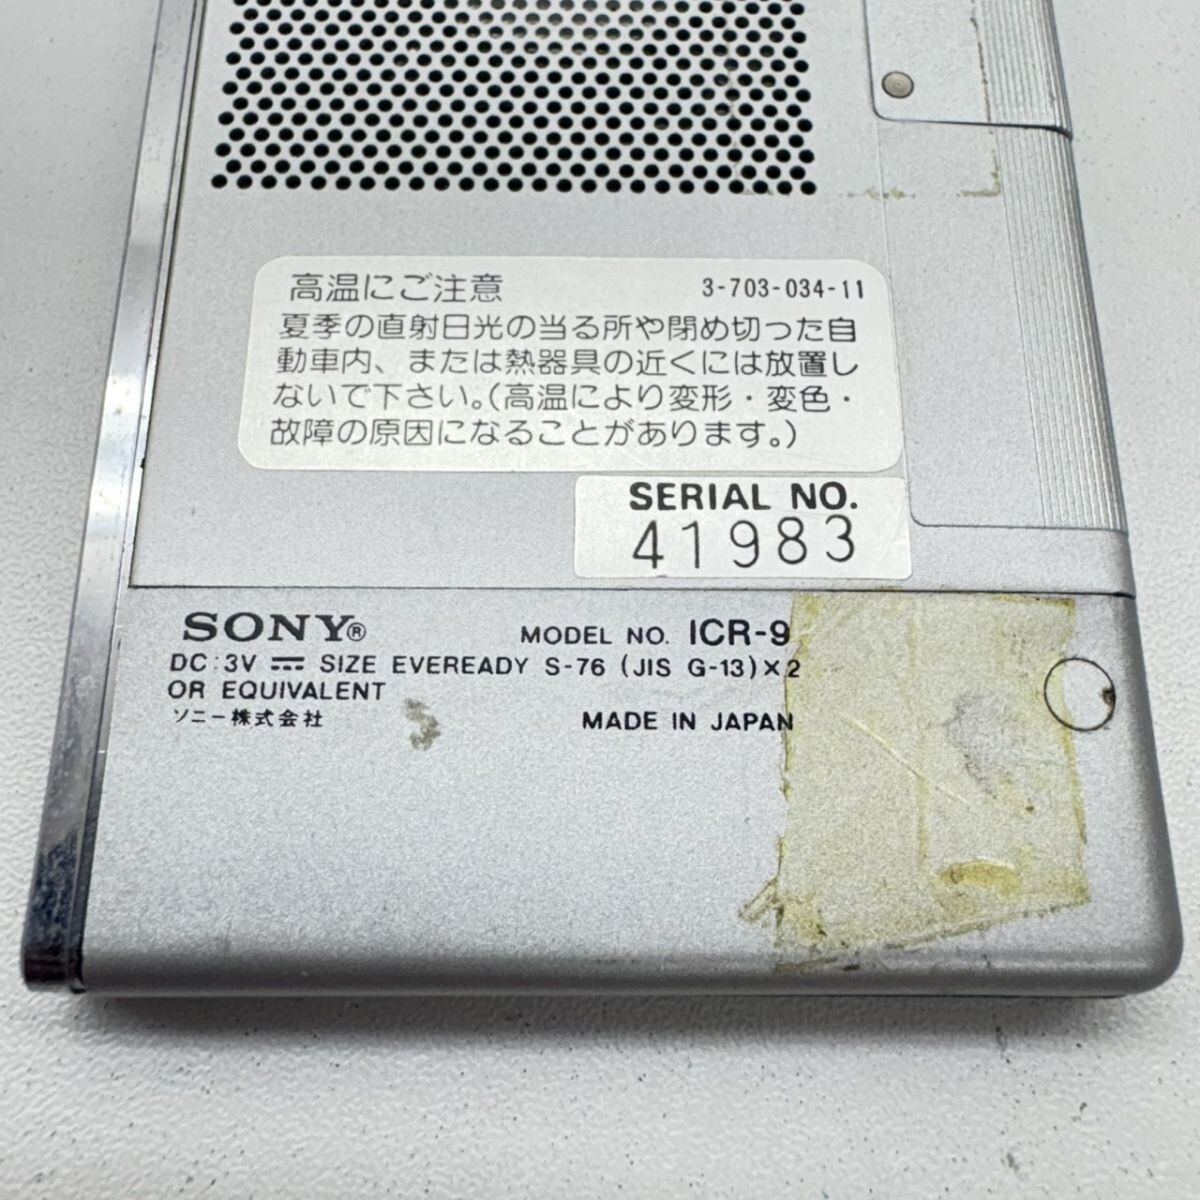 高温にご注意 3-703-034-11
夏季の直射日光の当る所や閉め切った自
動車内、または熱器具の近くには放置し
ないで下さい。(高温により変形・変色・
故障の原因になることがあります。)
SERIAL NO.
41983
SONY® MODEL NO. ICR-9
DC:3V ⎓ SIZE EVEREADY S-76 (JIS G-13)×2
OR EQUIVALENT
ソニー株式会社 MADE IN JAPAN